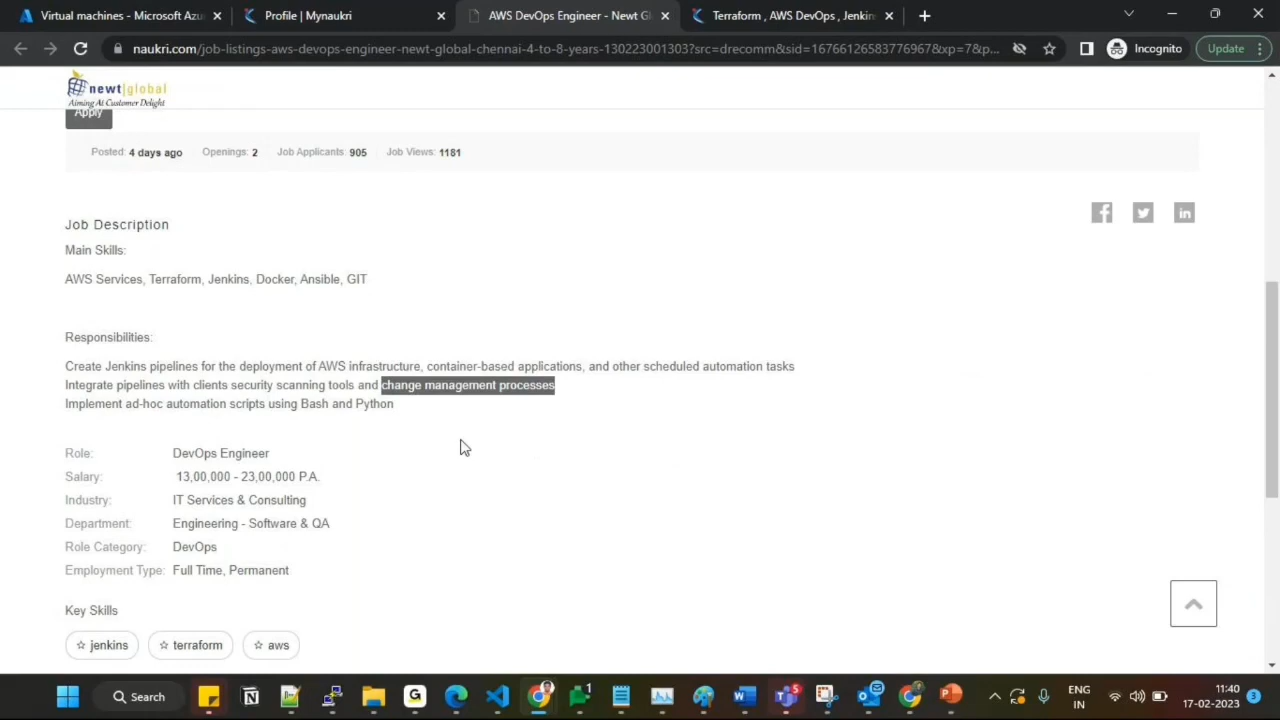 Virtual machines - Microsoft Azu
Profile | Mynaukri
AWS DevOps Engineer - Newt Gl
Terraform , AWS DevOps , Jenkin
naukri.com/job-listings-aws-devops-engineer-newt-global-chennai-4-to-8-years-130223001303?src=drecomm&sid=16766126583776967&xp=7&p...
Incognito
Update
newt|global
Aiming At Customer Delight
Apply
Posted: 4 days ago Openings: 2 Job Applicants: 905 Job Views: 1181
Job Description
Main Skills:
AWS Services, Terraform, Jenkins, Docker, Ansible, GIT
Responsibilities:
Create Jenkins pipelines for the deployment of AWS infrastructure, container-based applications, and other scheduled automation tasks
Integrate pipelines with clients security scanning tools and change management processes
Implement ad-hoc automation scripts using Bash and Python
Role: DevOps Engineer
Salary: 13,00,000 - 23,00,000 P.A.
Industry: IT Services & Consulting
Department: Engineering - Software & QA
Role Category: DevOps
Employment Type: Full Time, Permanent
Key Skills
jenkins
terraform
aws
Search
1
5
ENG
IN
11:40
17-02-2023
3